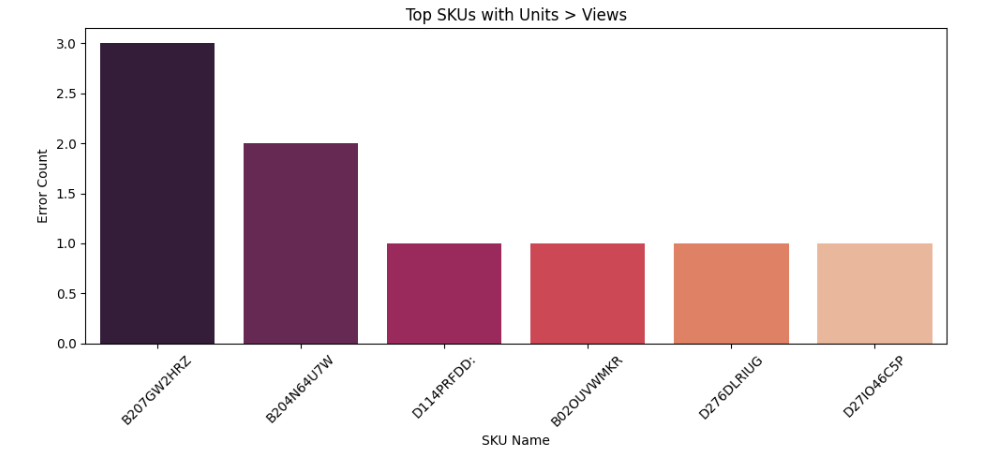 Top SKUs with Units > Views
Error Count
3.0
2.5
2.0
1.5
1.0
0.5
0.0
B207GW2HRZ
B204N64U7W
D114PRFDD:
B02OUVWMKR
D276DLRIUG
D27IO46C5P
SKU Name